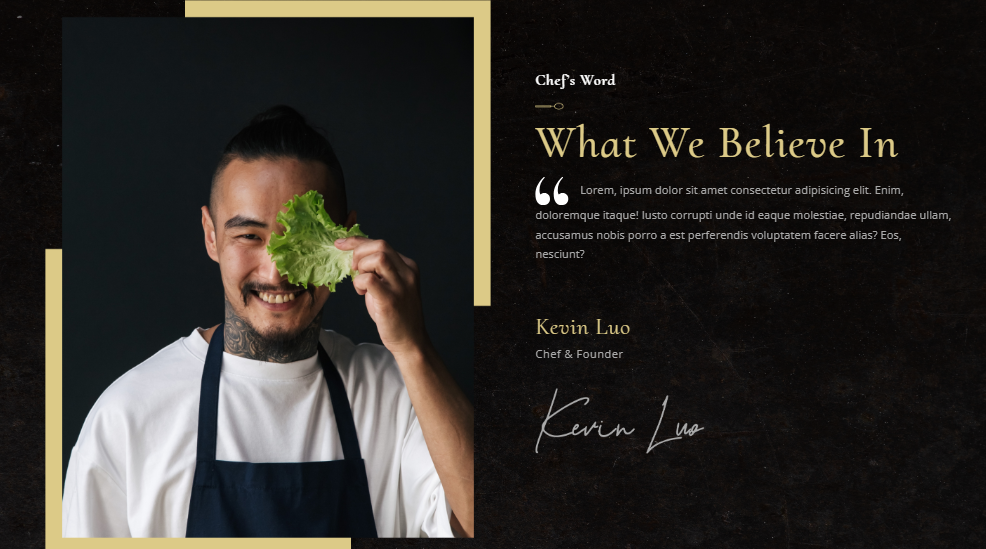 Chef's Word
What We Believe In
“ Lorem, ipsum dolor sit amet consectetur adipisicing elit. Enim,
doloremque itaque! Iusto corrupti unde id eaque molestiae, repudiandae ullam,
accusamus nobis porro a est perferendis voluptatem facere alias? Eos,
nesciunt?
Kevin Luo
Chef & Founder
Kevin Luo